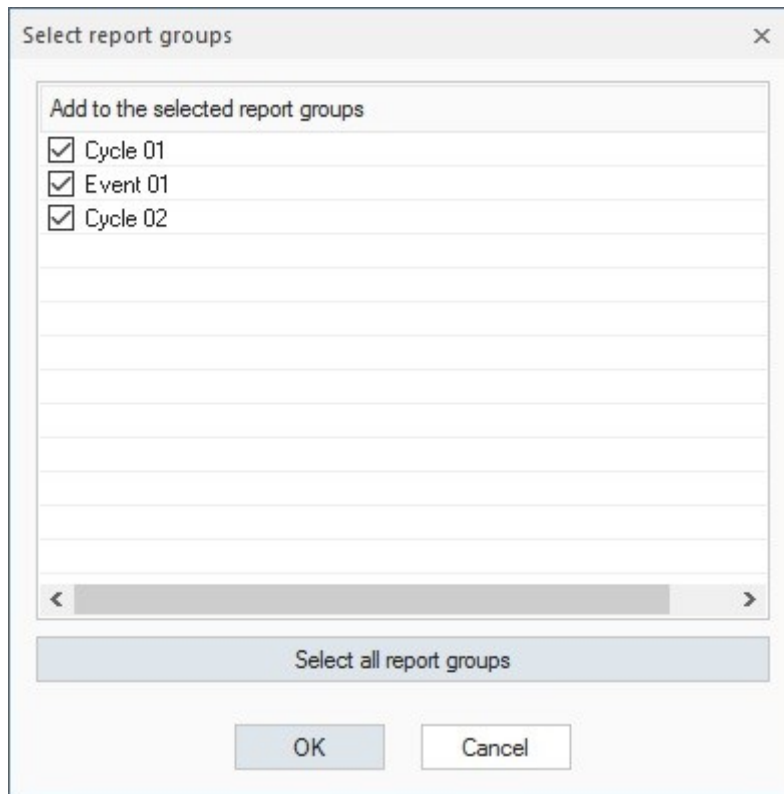 Select report groups
Add to the selected report groups
Cycle 01
Event 01
Cycle 02
Select all report groups
OK
Cancel